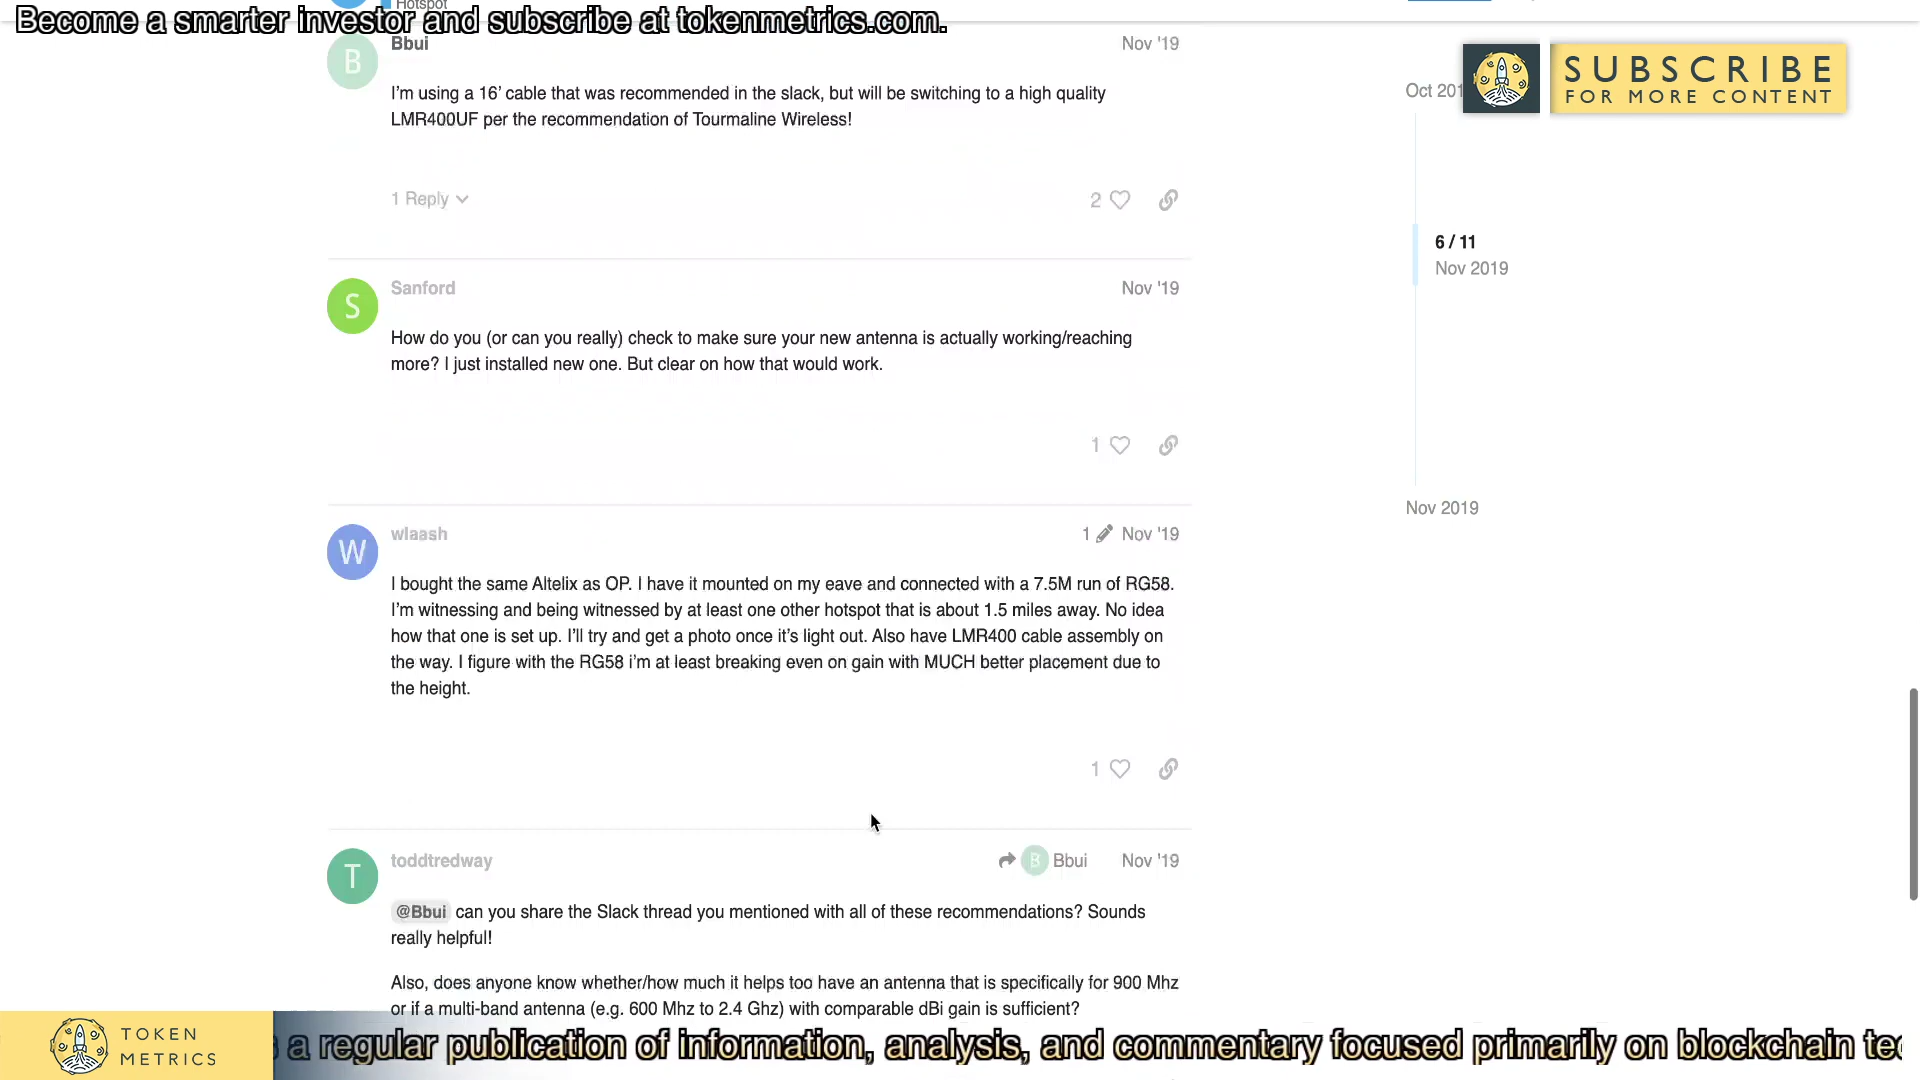 Hotspot
Become a smarter investor and subscribe at tokenmetrics.com.
B
Bbui
Nov '19
I'm using a 16' cable that was recommended in the slack, but will be switching to a high quality
LMR400UF per the recommendation of Tourmaline Wireless!
1 Reply
2
SUBSCRIBE
FOR MORE CONTENT
Oct 201
6 / 11
Nov 2019
Nov 2019
S
Sanford
Nov '19
How do you (or can you really) check to make sure your new antenna is actually working/reaching
more? I just installed new one. But clear on how that would work.
1
W
wlaash
1
Nov '19
I bought the same Altelix as OP. I have it mounted on my eave and connected with a 7.5M run of RG58.
I'm witnessing and being witnessed by at least one other hotspot that is about 1.5 miles away. No idea
how that one is set up. I'll try and get a photo once it's light out. Also have LMR400 cable assembly on
the way. I figure with the RG58 i'm at least breaking even on gain with MUCH better placement due to
the height.
1
T
toddtredway
B
Bbui
Nov '19
@Bbui can you share the Slack thread you mentioned with all of these recommendations? Sounds
really helpful!
Also, does anyone know whether/how much it helps too have an antenna that is specifically for 900 Mhz
or if a multi-band antenna (e.g. 600 Mhz to 2.4 Ghz) with comparable dBi gain is sufficient?
TOKEN
METRICS
a regular publication of information, analysis, and commentary focused primarily on blockchain